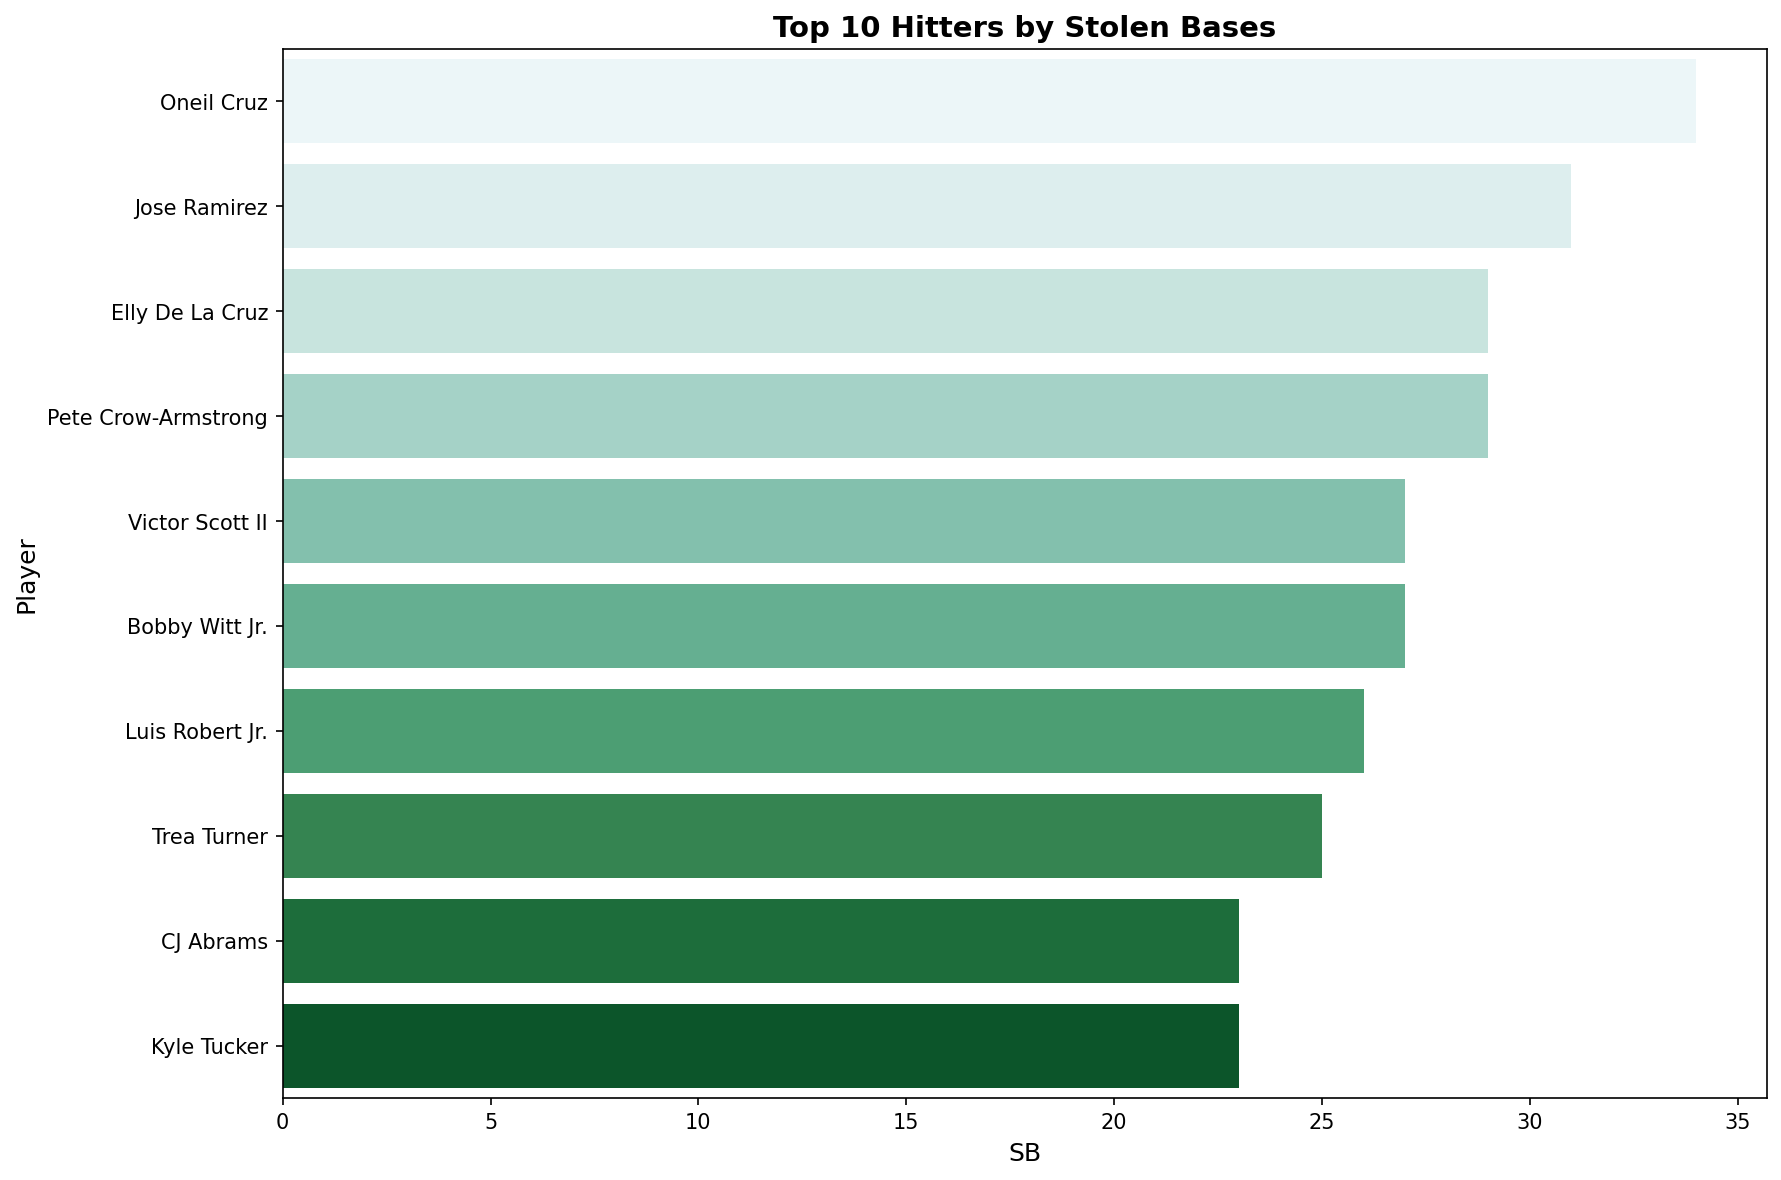 Top 10 Hitters by Stolen Bases
Player
Oneil Cruz
Jose Ramirez
Elly De La Cruz
Pete Crow-Armstrong
Victor Scott II
Bobby Witt Jr.
Luis Robert Jr.
Trea Turner
CJ Abrams
Kyle Tucker
0 5 10 15 20 25 30 35
SB